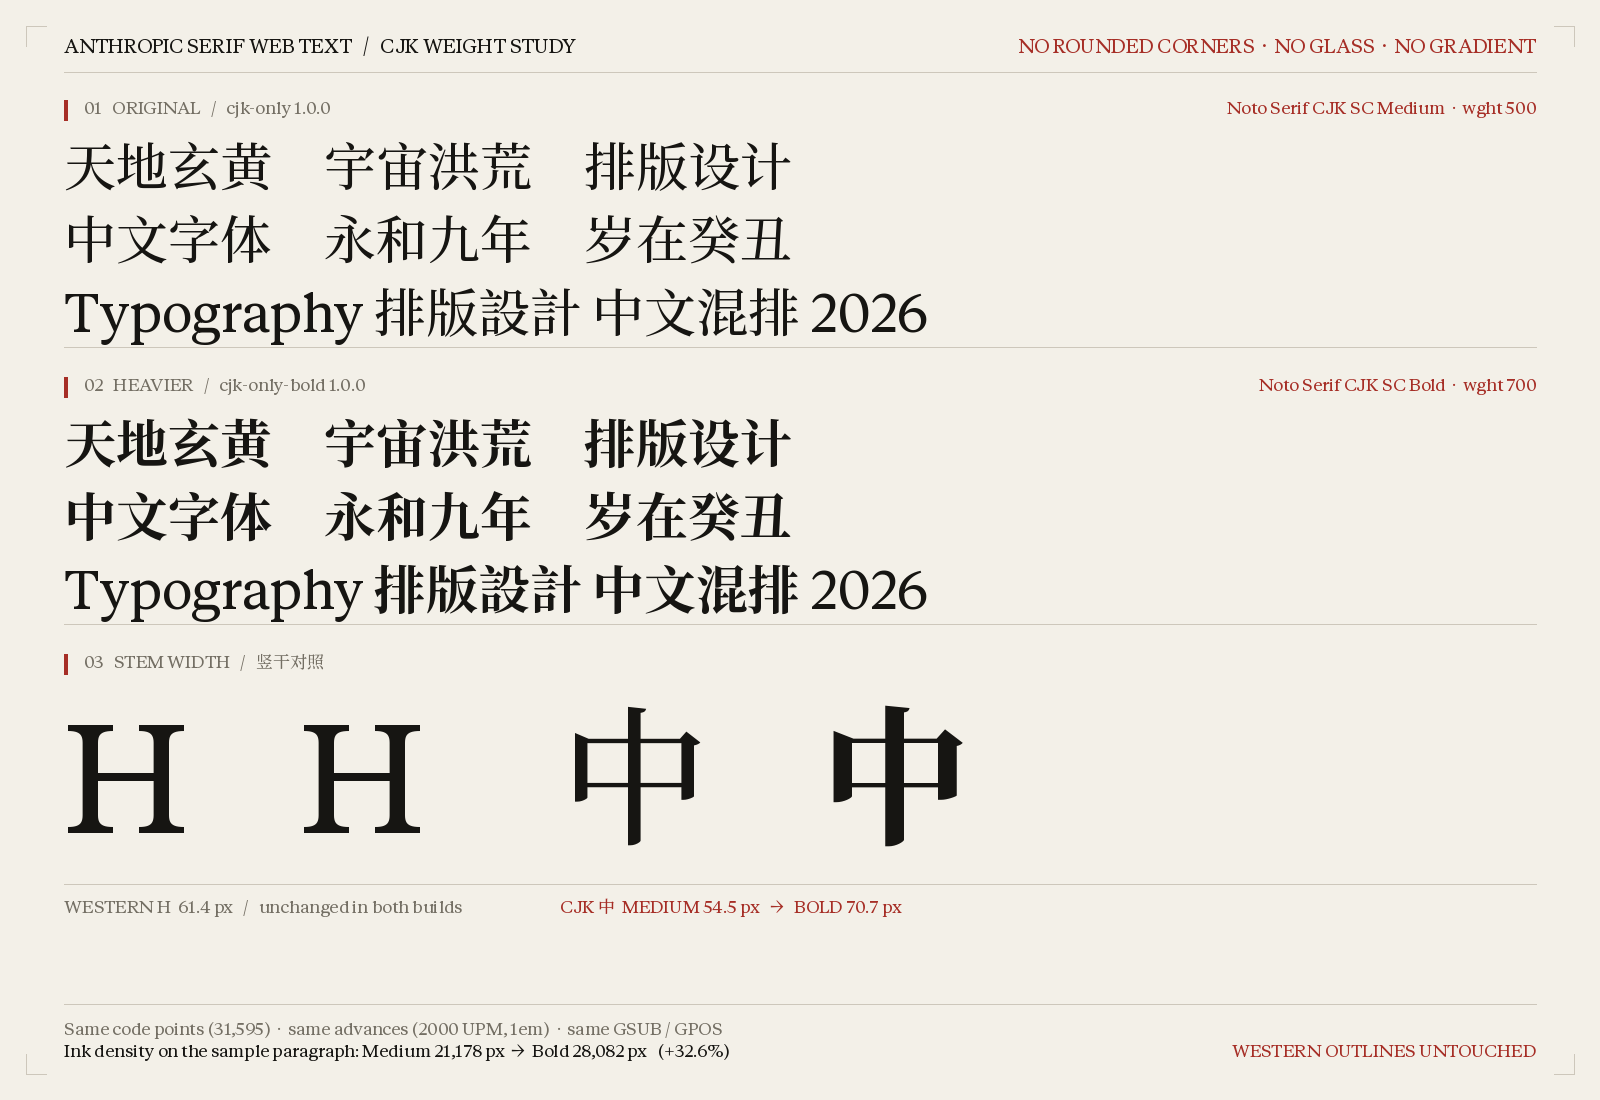 ANTHROPIC SERIF WEB TEXT / CJK WEIGHT STUDY
NO ROUNDED CORNERS · NO GLASS · NO GRADIENT
01 ORIGINAL / cjk-only 1.0.0
Noto Serif CJK SC Medium · wght 500
天地玄黄 宇宙洪荒 排版设计
中文字体 永和九年 岁在癸丑
Typography 排版設計 中文混排 2026
02 HEAVIER / cjk-only-bold 1.0.0
Noto Serif CJK SC Bold · wght 700
天地玄黄 宇宙洪荒 排版设计
中文字体 永和九年 岁在癸丑
Typography 排版設計 中文混排 2026
03 STEM WIDTH / 竖干对照
H H 中 中
WESTERN H 61.4 px / unchanged in both builds
CJK 中 MEDIUM 54.5 px → BOLD 70.7 px
Same code points (31,595) · same advances (2000 UPM, 1em) · same GSUB / GPOS
Ink density on the sample paragraph: Medium 21,178 px → Bold 28,082 px (+32.6%)
WESTERN OUTLINES UNTOUCHED